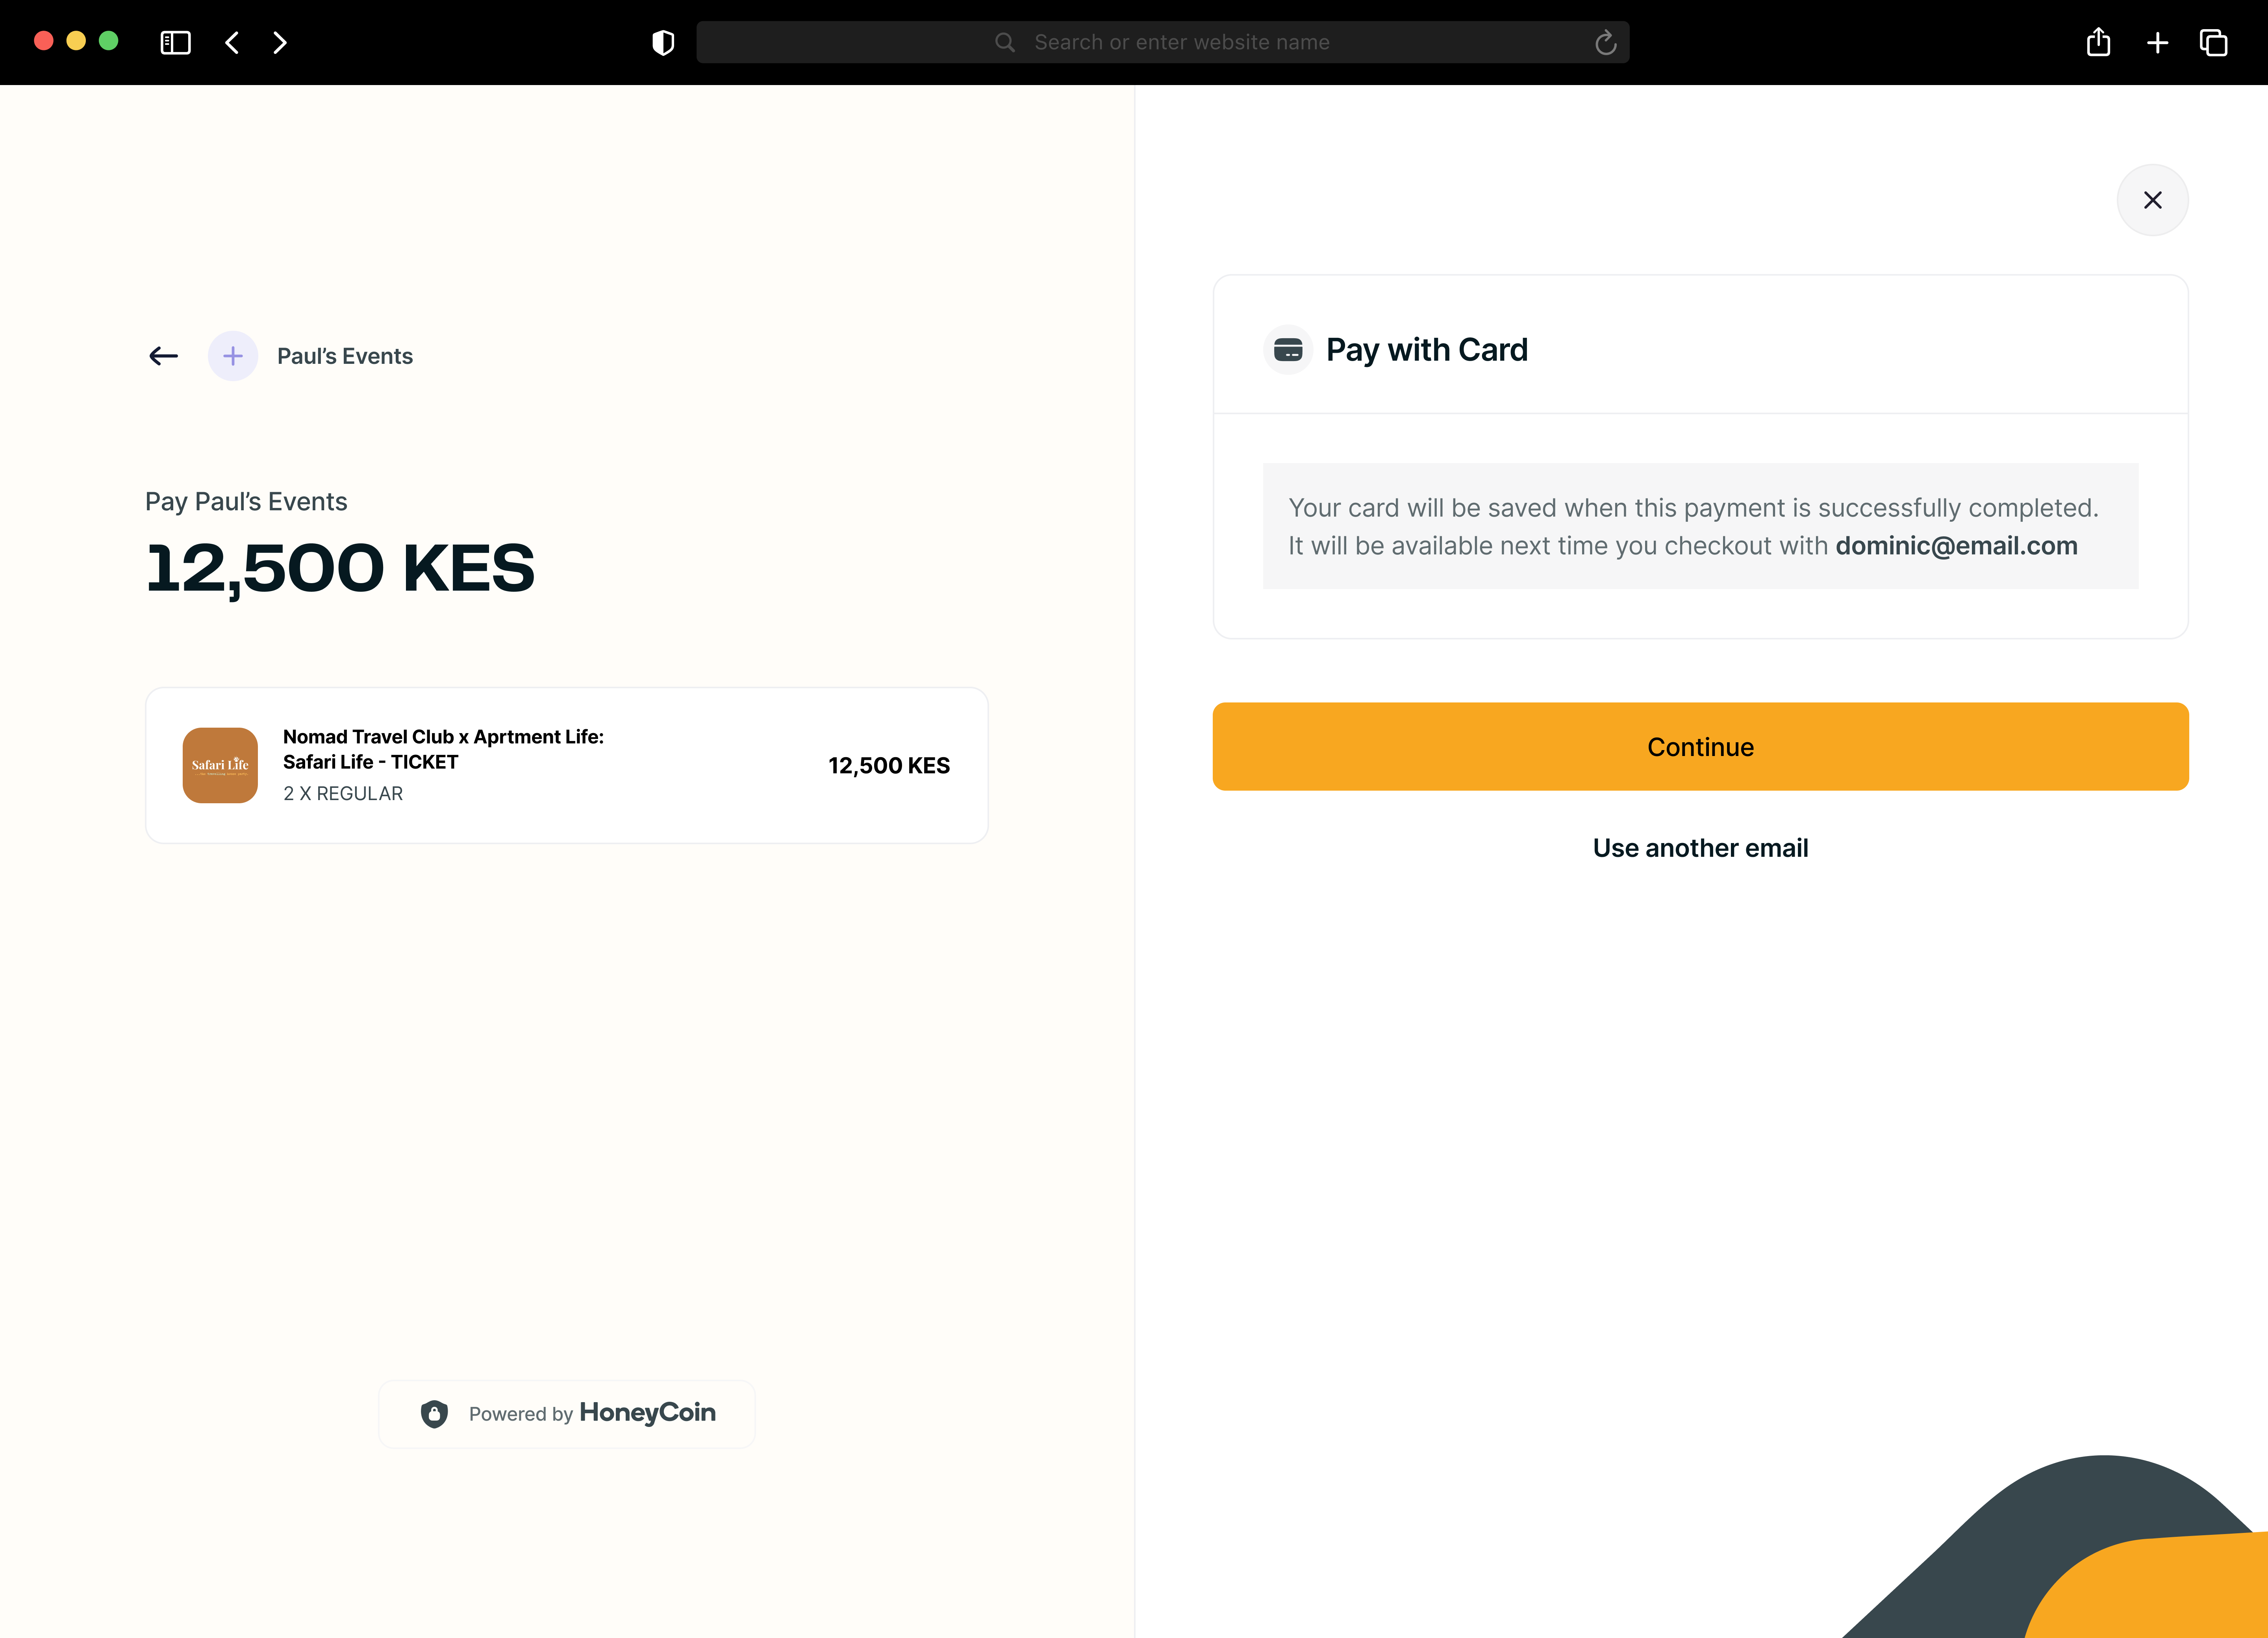 Search or enter website name
Paul’s Events
Pay Paul’s Events
12,500 KES
Safari Life
Nomad Travel Club x Aprtment Life:
Safari Life - TICKET
2 X REGULAR
12,500 KES
Powered by HoneyCoin
Pay with Card
Your card will be saved when this payment is successfully completed.
It will be available next time you checkout with dominic@email.com
Continue
Use another email